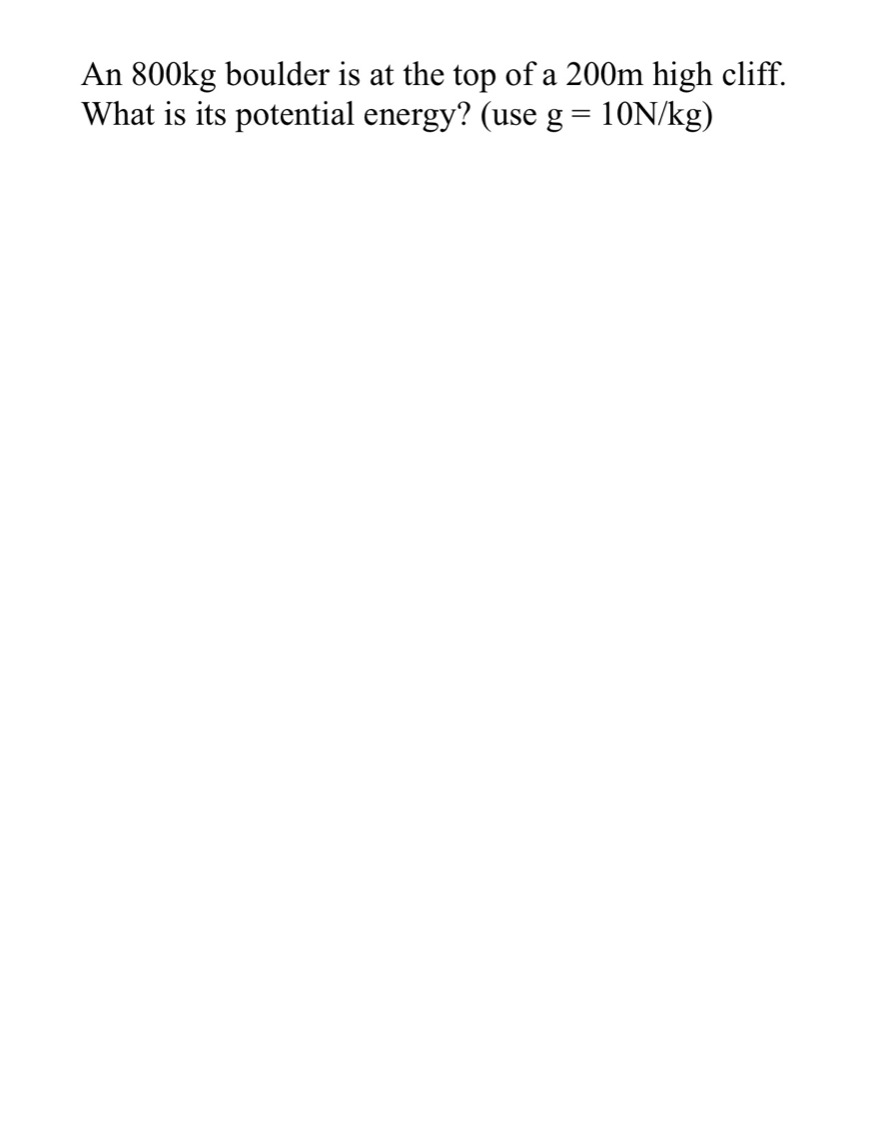 An 800kg boulder is at the top of a 200m high cliff.
What is its potential energy? (use g = 10N/kg)